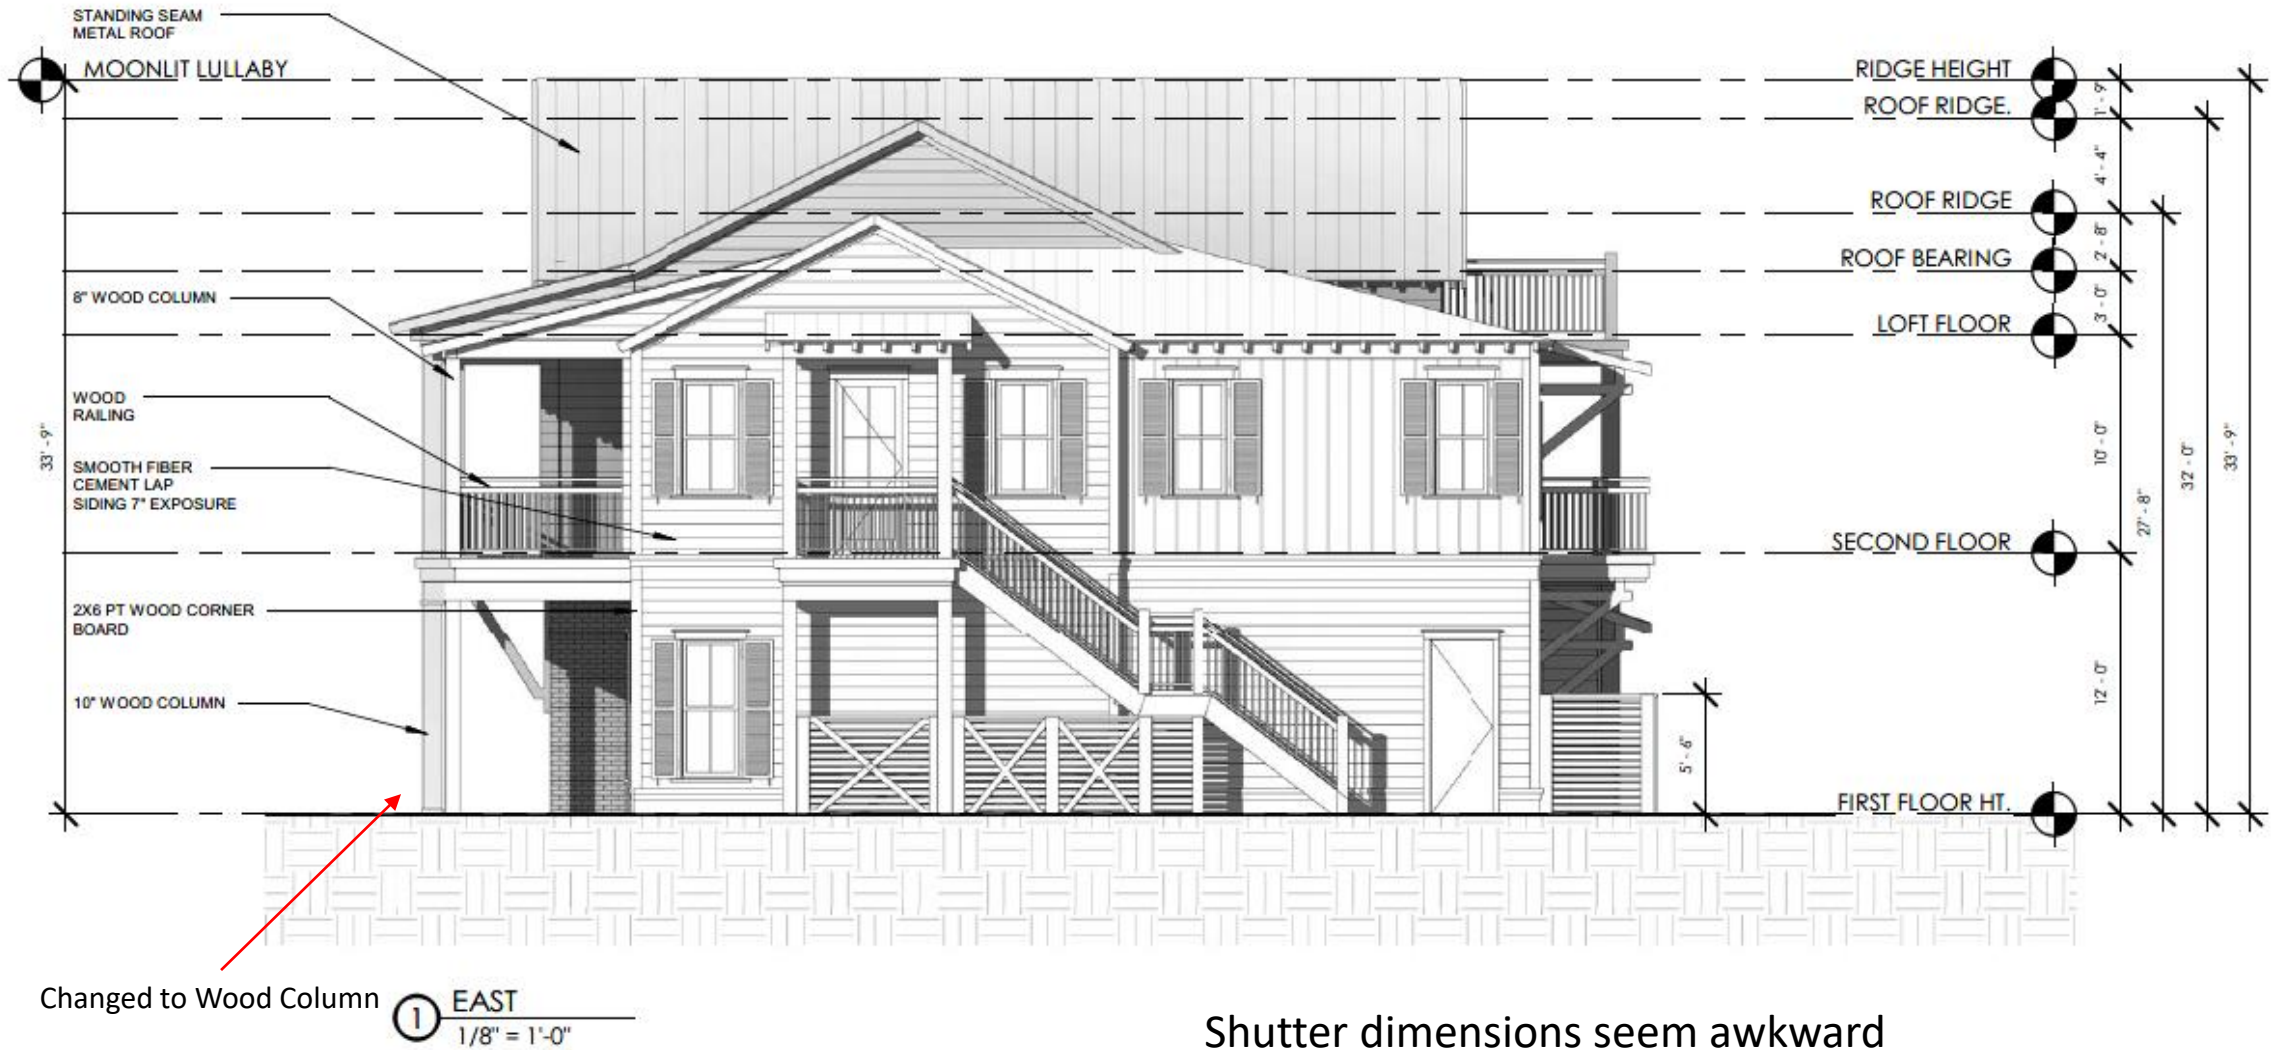 STANDING SEAM
METAL ROOF
MOONLIT LULLABY
8" WOOD COLUMN
WOOD
RAILING
SMOOTH FIBER
CEMENT LAP
SIDING 7" EXPOSURE
2X6 PT WOOD CORNER
BOARD
10" WOOD COLUMN
33' - 9"
RIDGE HEIGHT
ROOF RIDGE.
ROOF RIDGE
ROOF BEARING
LOFT FLOOR
SECOND FLOOR
FIRST FLOOR HT.
1' - 9"
4' - 4"
2' - 8"
3' - 0"
10' - 0"
12' - 0"
5' - 6"
27' - 8"
32' - 0"
33' - 9"
Changed to Wood Column
1
EAST
1/8" = 1'-0"
Shutter dimensions seem awkward